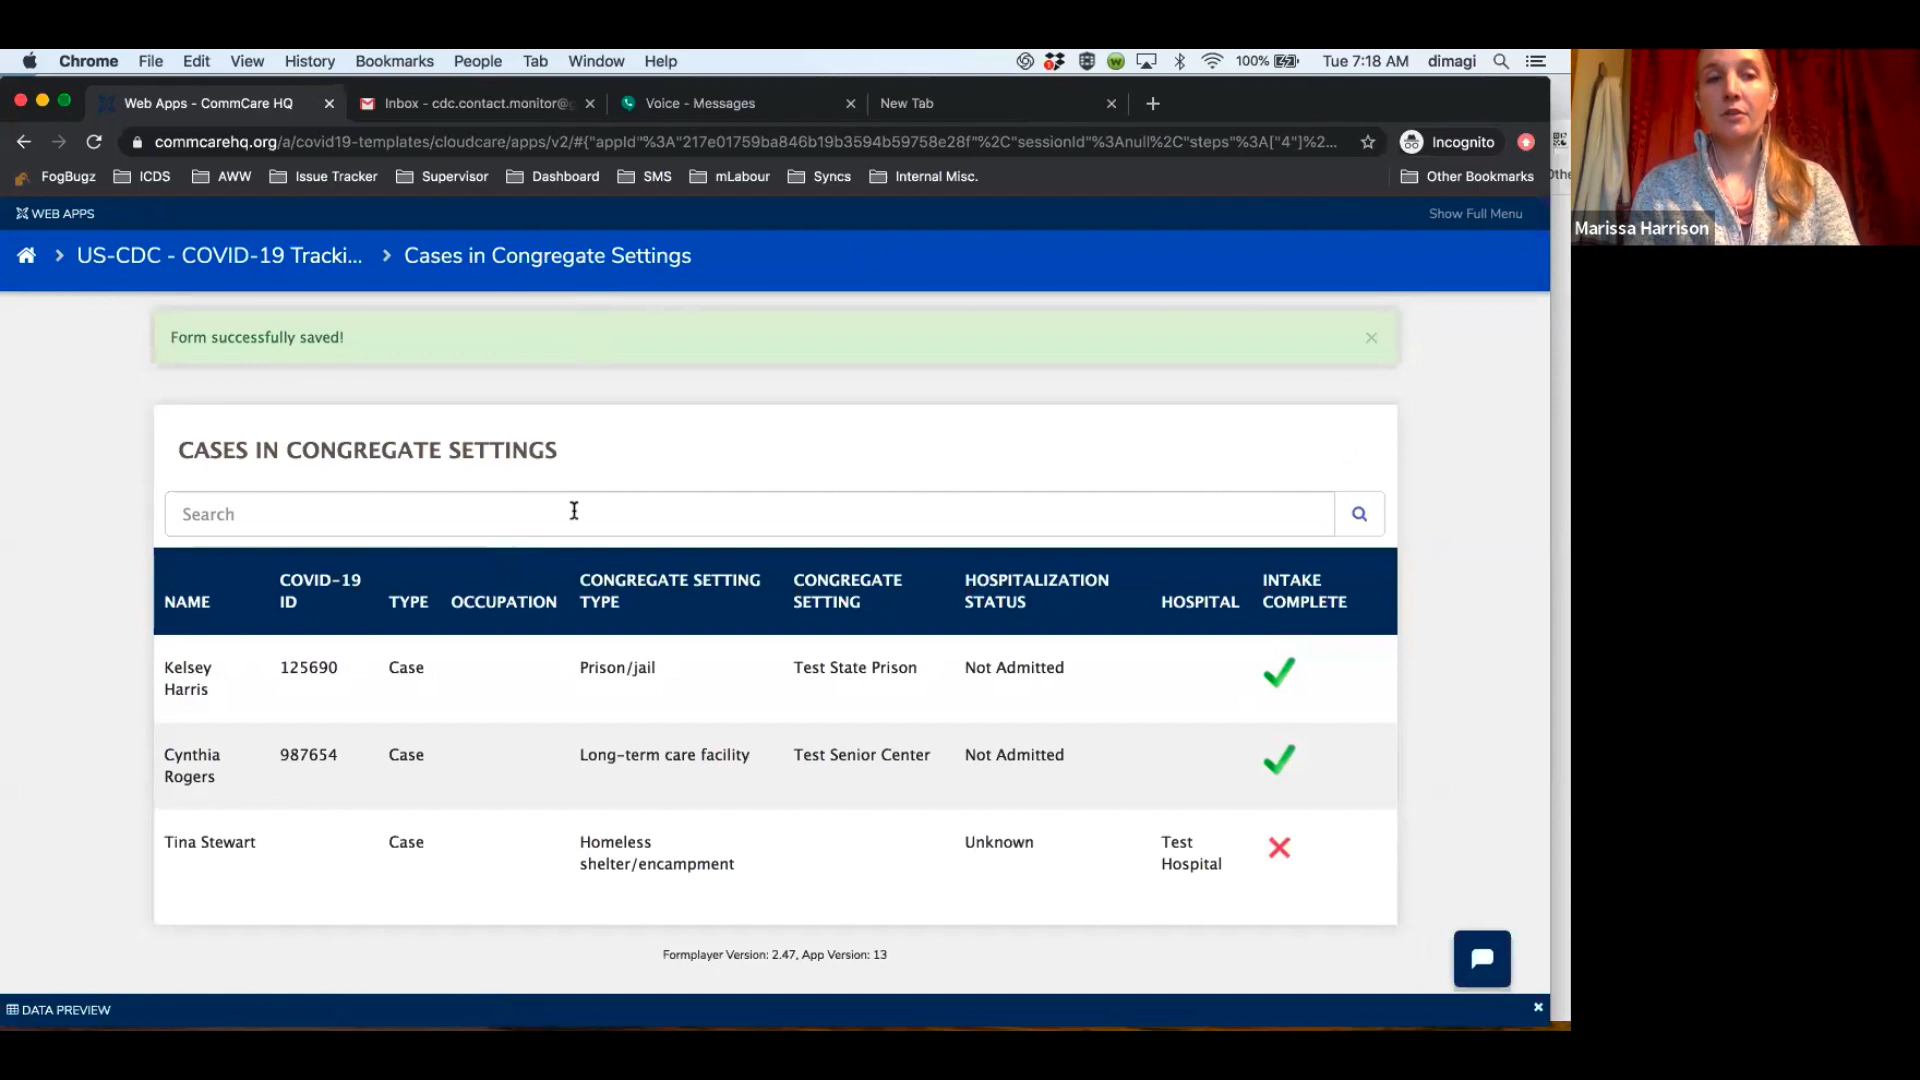 Chrome File Edit View History Bookmarks People Tab Window Help 100% Tue 7:18 AM dimagi
Web Apps - CommCare HQ Inbox - cdc.contact.monitor@ Voice - Messages New Tab
commcarehq.org/a/covid19-templates/cloudcare/apps/v2/#{"appId"%3A"217e01759ba846b19b3594b59758e28f"%2C"sessionId"%3Anull%2C"steps"%3A["4"]%2... Incognito
FogBugz ICDS AWW Issue Tracker Supervisor Dashboard SMS mLabour Syncs Internal Misc. Other Bookmarks
WEB APPS Show Full Menu
Marissa Harrison
US-CDC - COVID-19 Tracki... > Cases in Congregate Settings
Form successfully saved!
CASES IN CONGREGATE SETTINGS
Search
NAME COVID-19 ID TYPE OCCUPATION CONGREGATE SETTING TYPE CONGREGATE SETTING HOSPITALIZATION STATUS HOSPITAL INTAKE COMPLETE
Kelsey Harris 125690 Case Prison/jail Test State Prison Not Admitted
Cynthia Rogers 987654 Case Long-term care facility Test Senior Center Not Admitted
Tina Stewart Case Homeless shelter/encampment Unknown Test Hospital
Formplayer Version: 2.47, App Version: 13
DATA PREVIEW